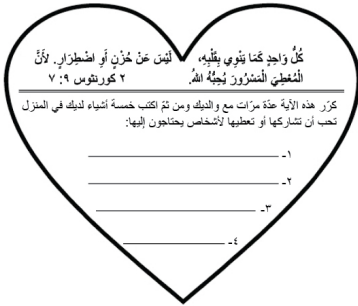 كُلُّ وَاحِدٍ كَمَا يَنْوِي بِقَلْبِهِ، لَيْسَ عَنْ حُزْنٍ أَوِ اضْطِرَارٍ. لأَنَّ
الْمُعْطِيَ الْمَسْرُورَ يُحِبُّهُ اللهُ. ٢ كورنثوس ٩: ٧
كرّر هذه الآية عدّة مرّات مع والديك ومن ثمّ اكتب خمسة أشياء لديك في المنزل
تحب أن تشاركها أو تعطيها لأشخاص يحتاجون إليها:
١-
٢-
٣-
٤-